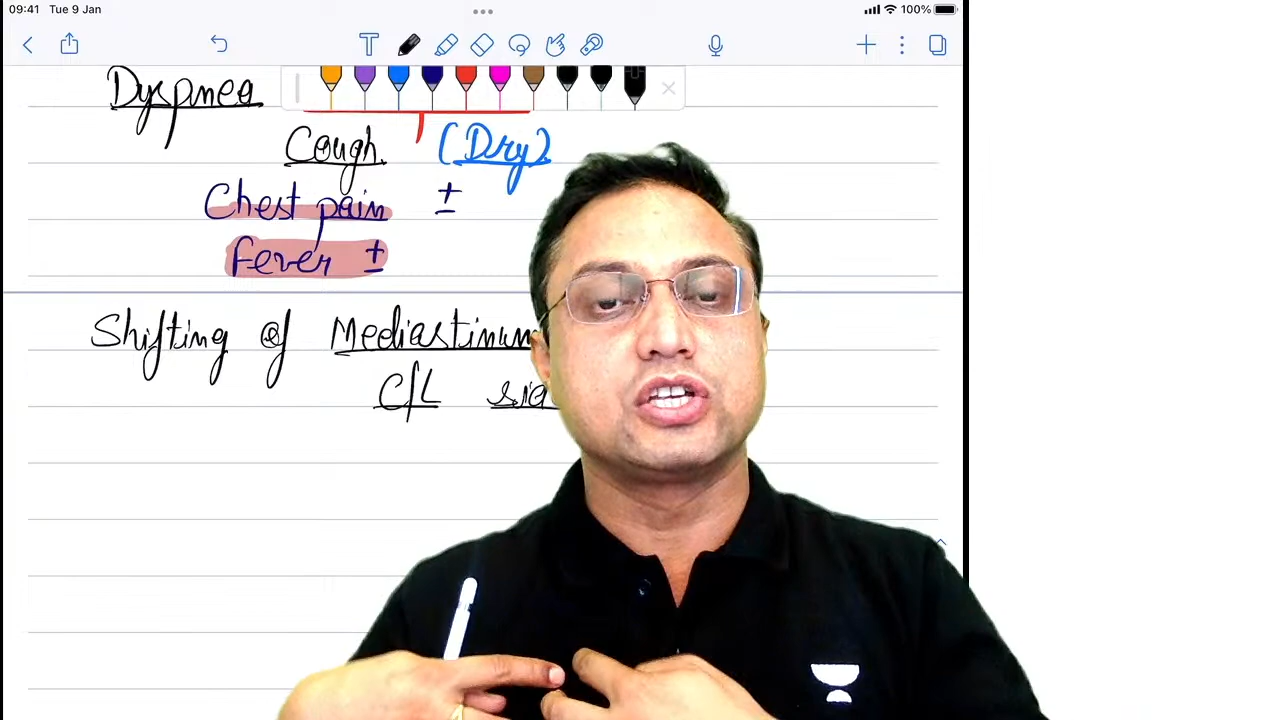 09:41 Tue 9 Jan
100%
Dyspnea
Cough. (Dry).
Chest pain ±
Fever ±
Shifting of Mediastinum
C/L